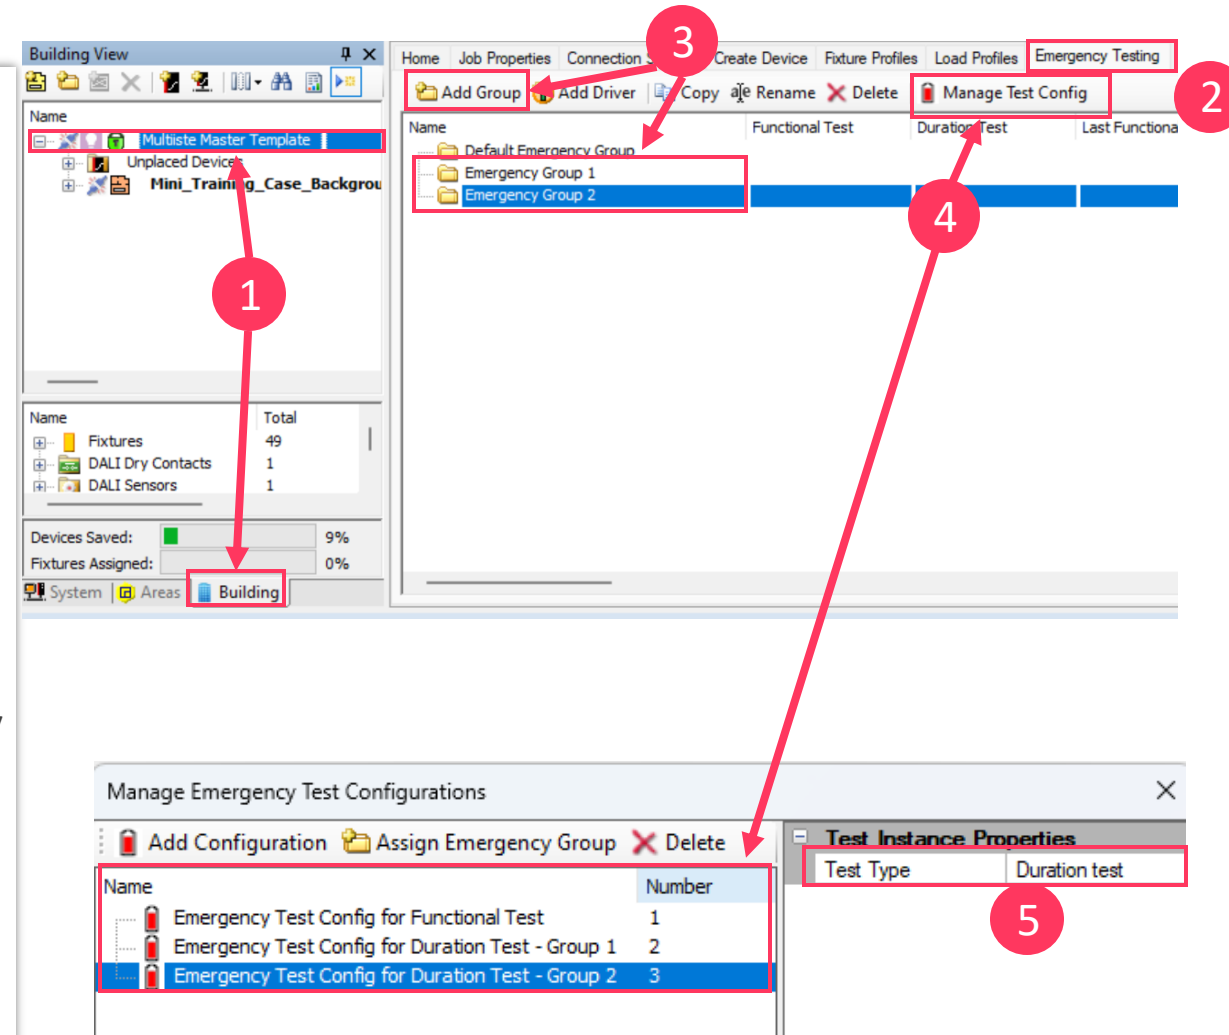 Building View
Name
Multiiste Master Template
Unplaced Devices
Mini_Training_Case_Backgrou
Name Total
Fixtures 49
DALI Dry Contacts 1
DALI Sensors 1
Devices Saved: 9%
Fixtures Assigned: 0%
System Areas Building
1
Home Job Properties Connection S Create Device Fixture Profiles Load Profiles Emergency Testing
3
2
Add Group Add Driver Copy Rename Delete Manage Test Config
Name Functional Test Duration Test Last Functiona
Default Emergency Group
Emergency Group 1
Emergency Group 2
4
y
Manage Emergency Test Configurations
Add Configuration Assign Emergency Group Delete
Name Number
Emergency Test Config for Functional Test 1
Emergency Test Config for Duration Test - Group 1 2
Emergency Test Config for Duration Test - Group 2 3
Test Instance Properties
Test Type Duration test
5